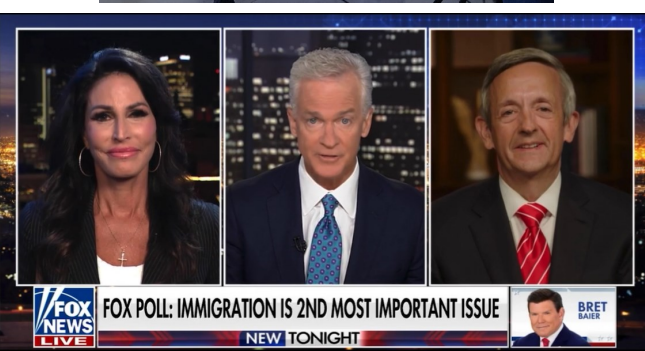 FOX
NEWS
LIVE
FOX POLL: IMMIGRATION IS 2ND MOST IMPORTANT ISSUE
NEW TONIGHT
BRET
BAIER